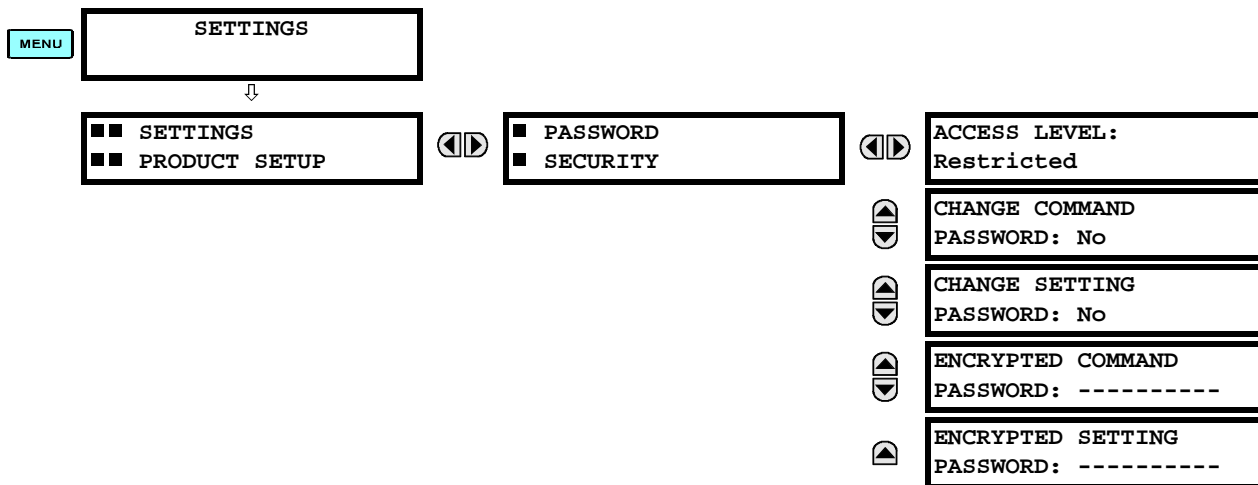 SETTINGS
MENU
■■ SETTINGS
■■ PRODUCT SETUP
■ PASSWORD
■ SECURITY
ACCESS LEVEL:
Restricted
CHANGE COMMAND
PASSWORD: No
CHANGE SETTING
PASSWORD: No
ENCRYPTED COMMAND
PASSWORD: ----------
ENCRYPTED SETTING
PASSWORD: ----------